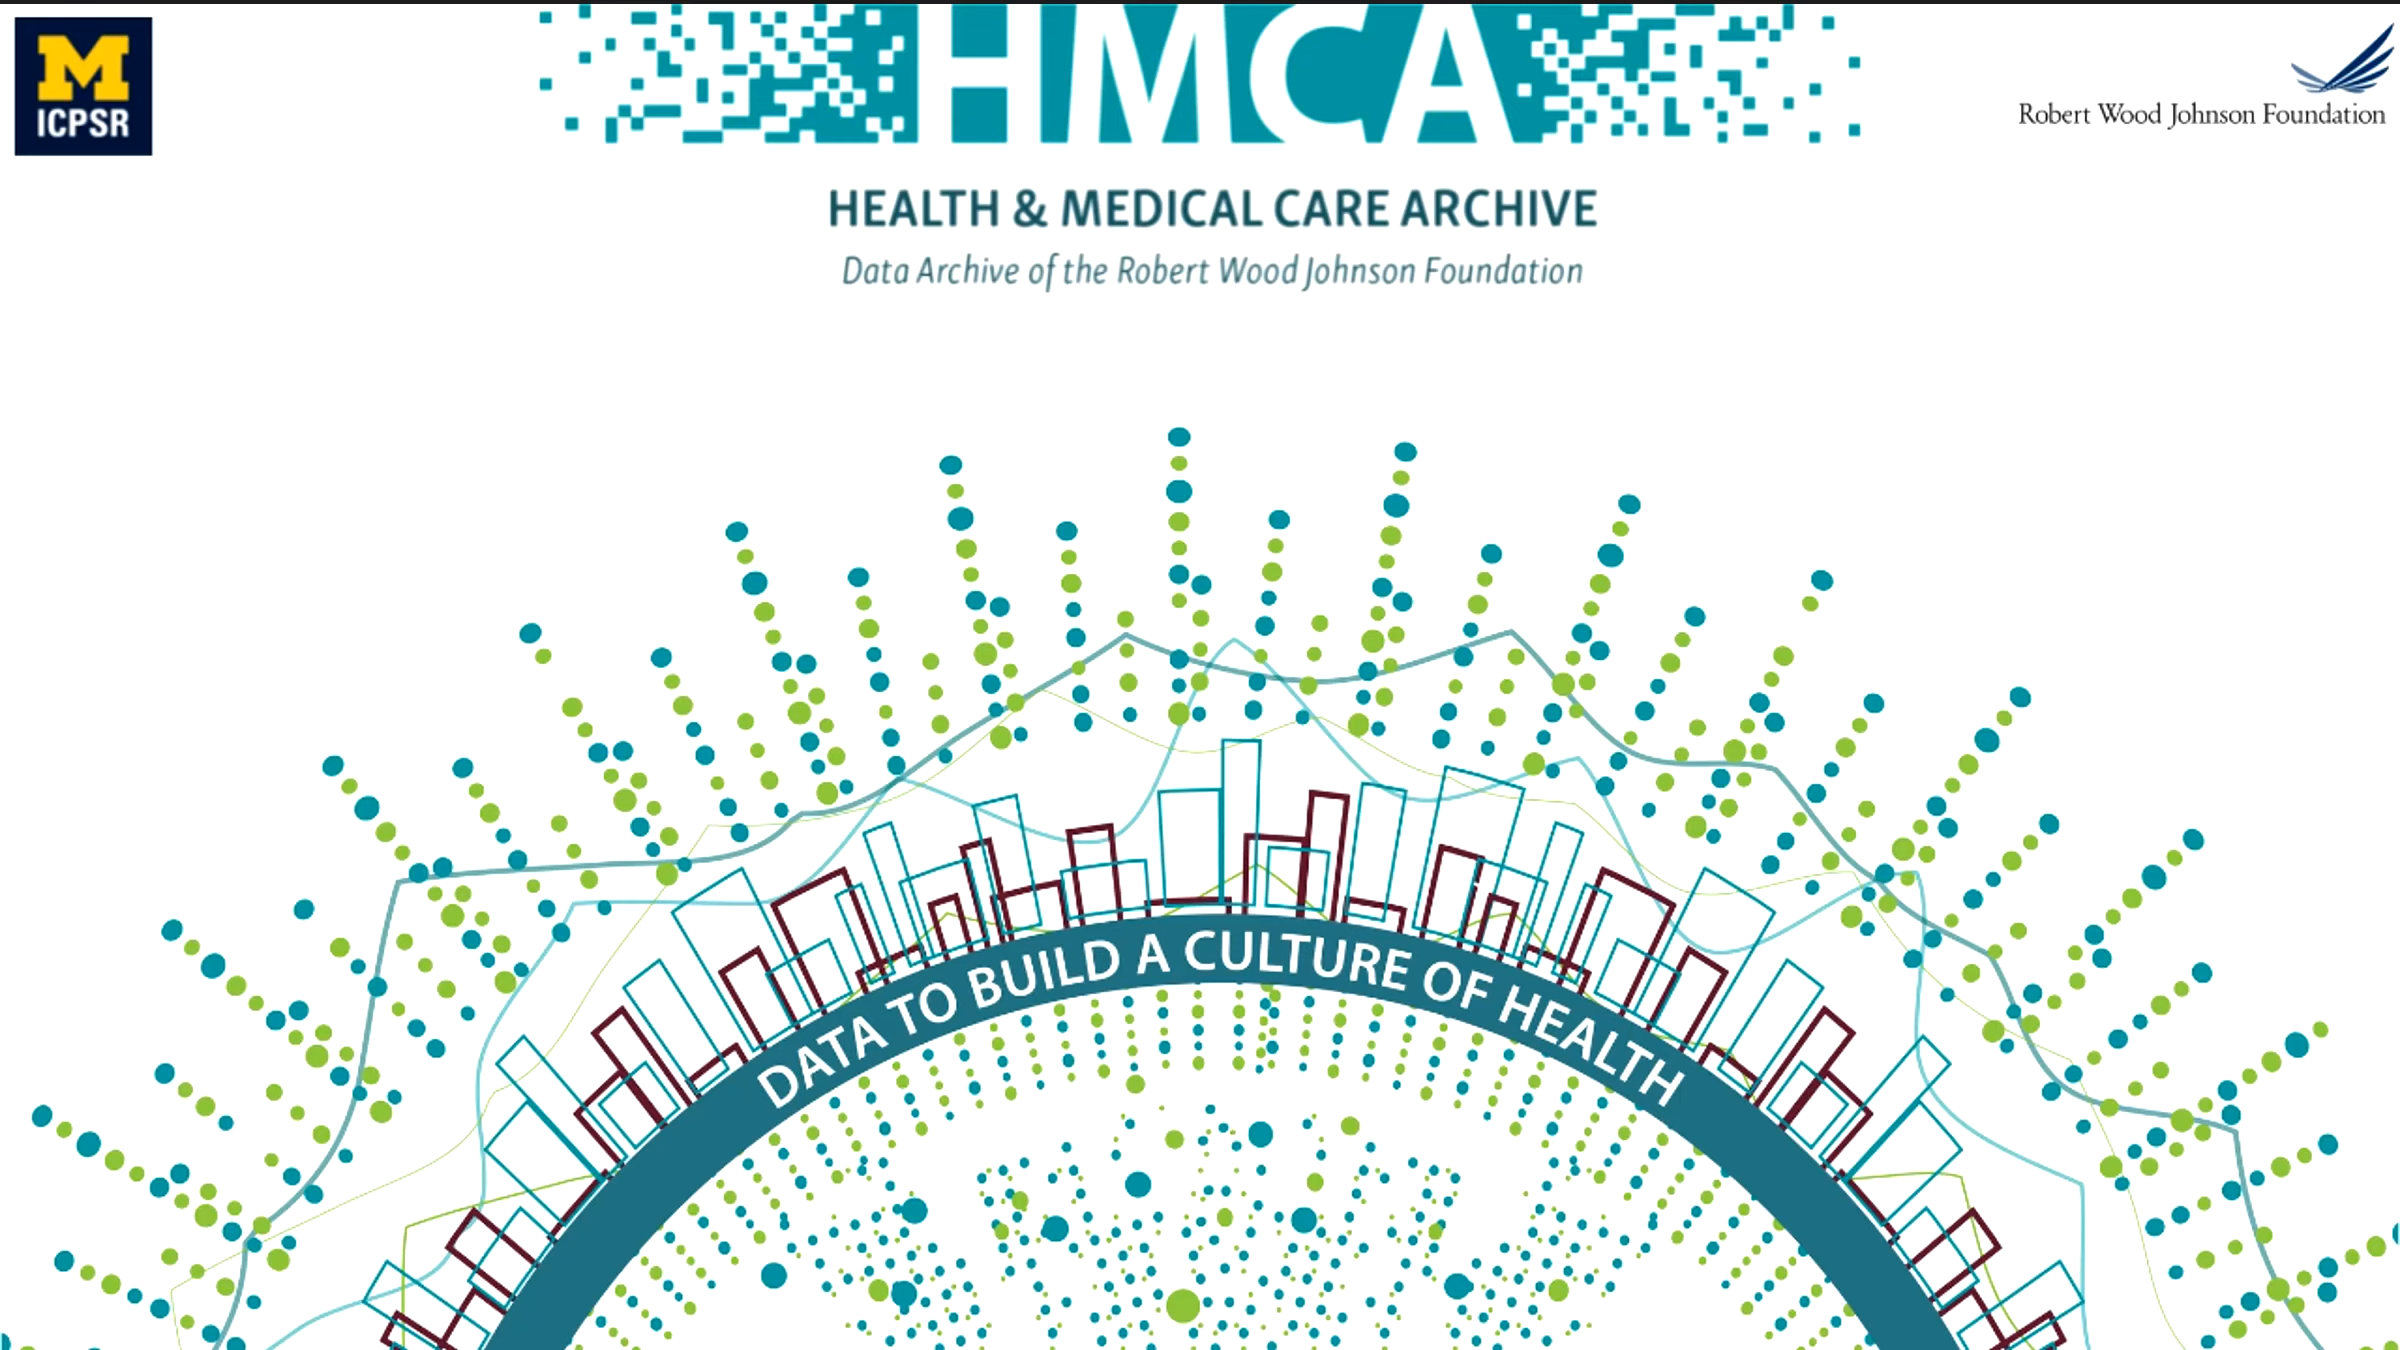 M
ICPSR
HMCA
Robert Wood Johnson Foundation
HEALTH & MEDICAL CARE ARCHIVE
Data Archive of the Robert Wood Johnson Foundation
DATA TO BUILD A CULTURE OF HEALTH